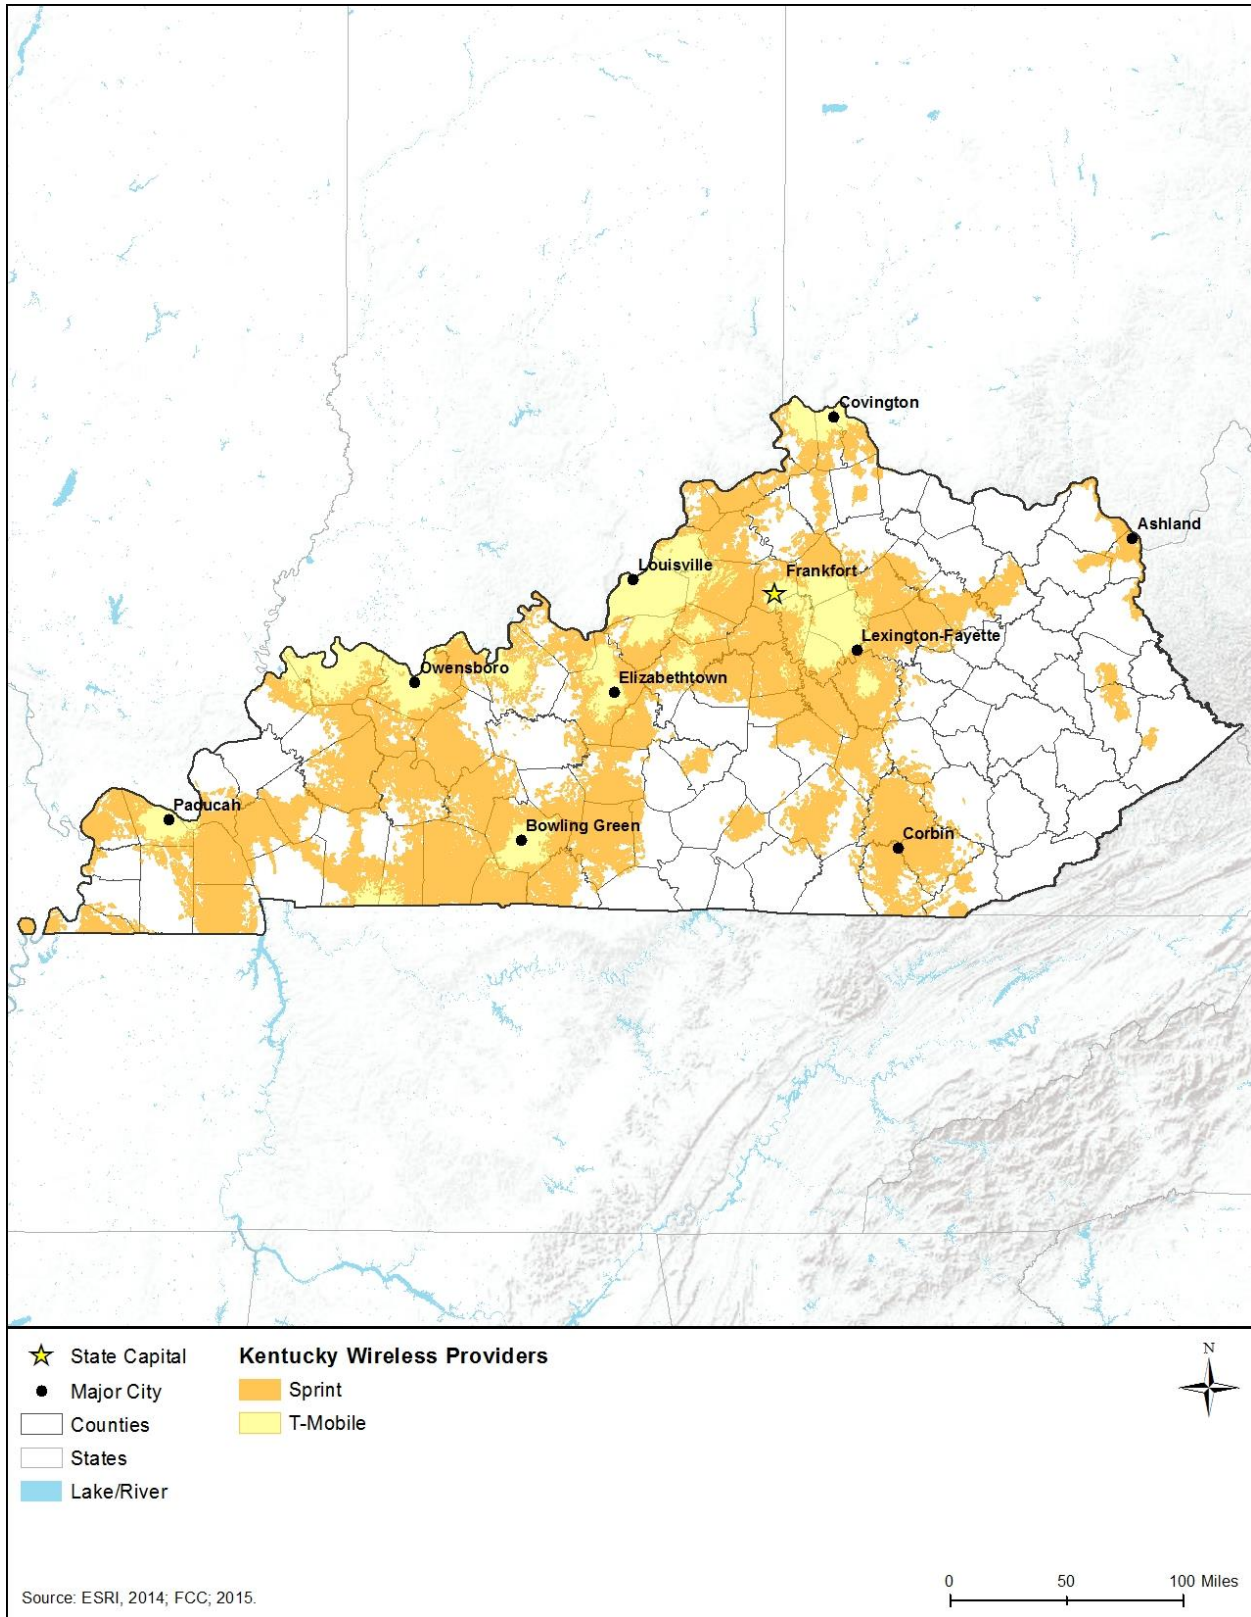 Covington
Ashland
Louisville
Frankfort
Lexington-Fayette
Owensboro
Elizabethtown
Paducah
Bowling Green
Corbin
State Capital
Kentucky Wireless Providers
Major City
Sprint
Counties
T-Mobile
States
Lake/River
N
0 50 100 Miles
Source: ESRI, 2014; FCC; 2015.